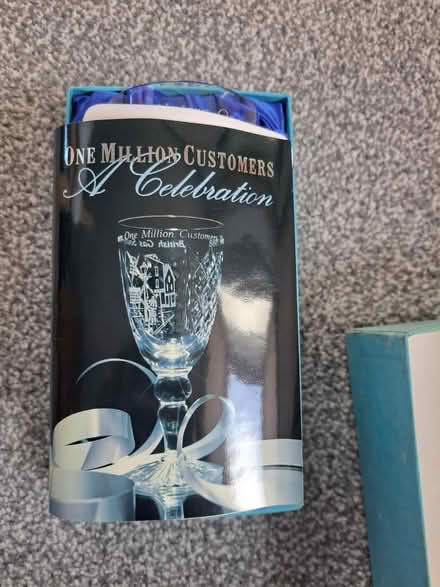 One Million Customers
A Celebration
One Million Customers
British Gas